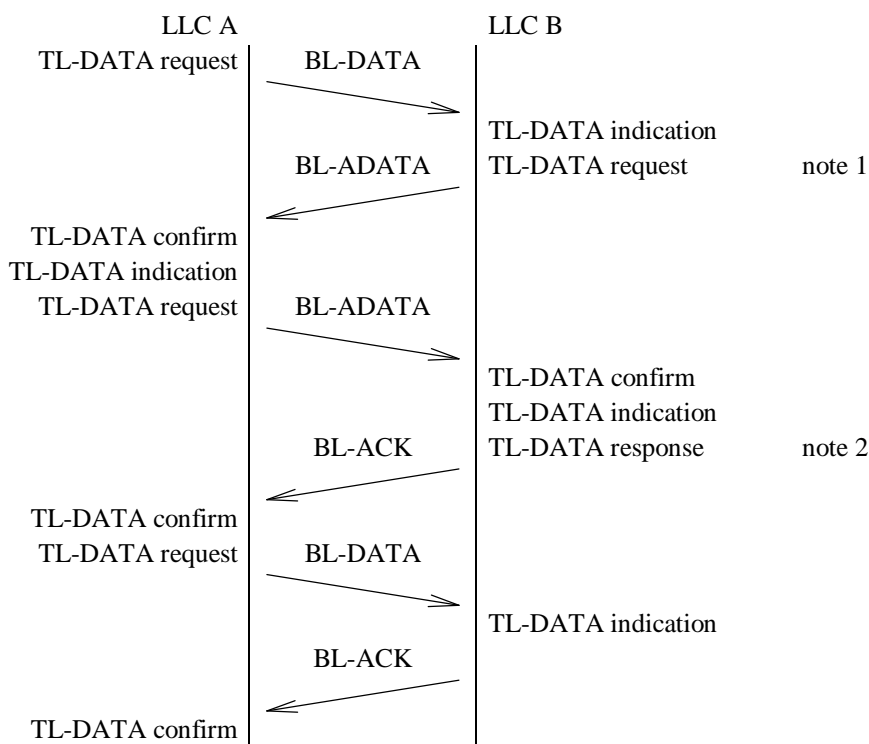 LLC A LLC B
TL-DATA request BL-DATA
TL-DATA indication
BL-ADATA TL-DATA request note 1
TL-DATA confirm
TL-DATA indication
TL-DATA request BL-ADATA
TL-DATA confirm
TL-DATA indication
BL-ACK TL-DATA response note 2
TL-DATA confirm
TL-DATA request BL-DATA
TL-DATA indication
BL-ACK
TL-DATA confirm